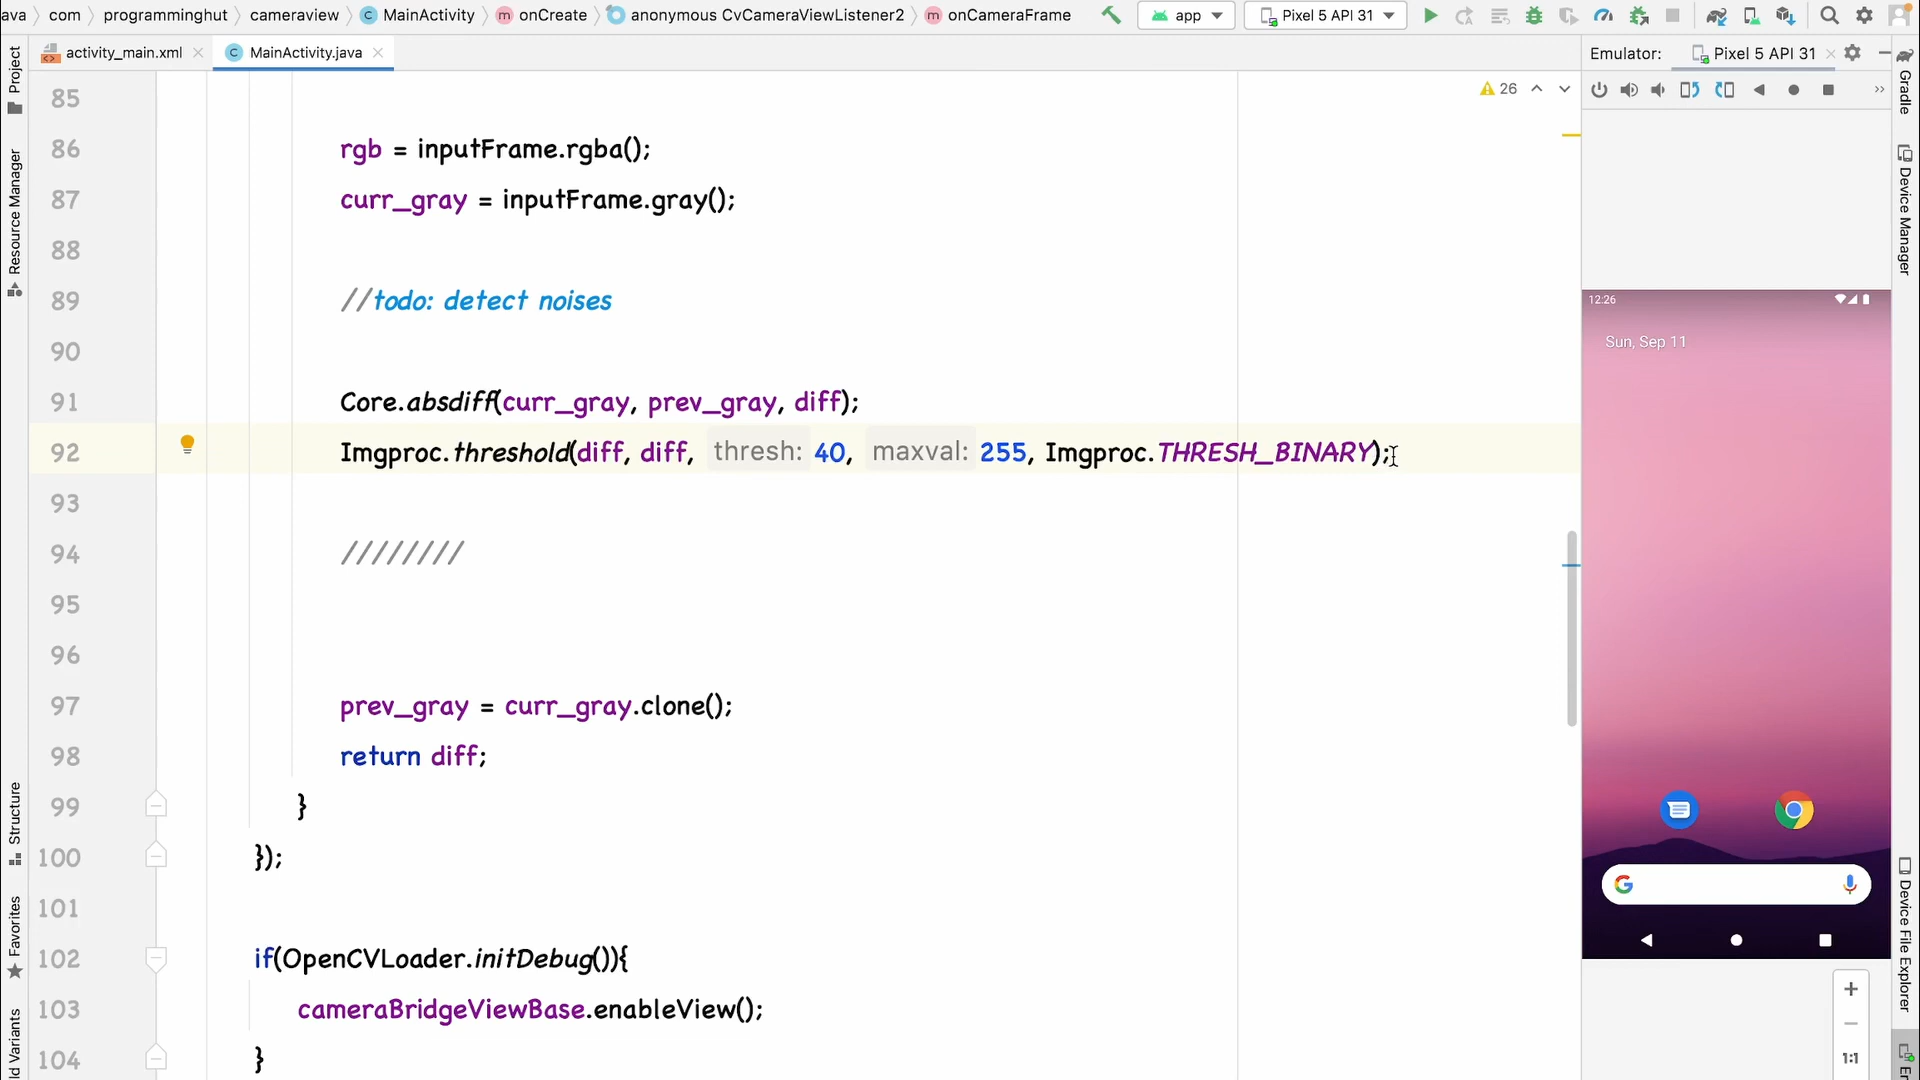 ava com programminghut cameraview MainActivity onCreate anonymous CvCameraViewListener2 onCameraFrame app Pixel 5 API 31
activity_main.xml MainActivity.java Emulator: Pixel 5 API 31
26
85
86 rgb = inputFrame.rgba();
87 curr_gray = inputFrame.gray();
88
89 //todo: detect noises
90
91 Core.absdiff(curr_gray, prev_gray, diff);
92 Imgproc.threshold(diff, diff, thresh: 40, maxval: 255, Imgproc.THRESH_BINARY);
93
94 ////////
95
96
97 prev_gray = curr_gray.clone();
98 return diff;
99 }
100 });
101
102 if(OpenCVLoader.initDebug()){
103 cameraBridgeViewBase.enableView();
104 }
Project
Resource Manager
Structure
Favorites
ld Variants
12:26
Sun, Sep 11
1:1
Gradle
Device Manager
Device File Explorer